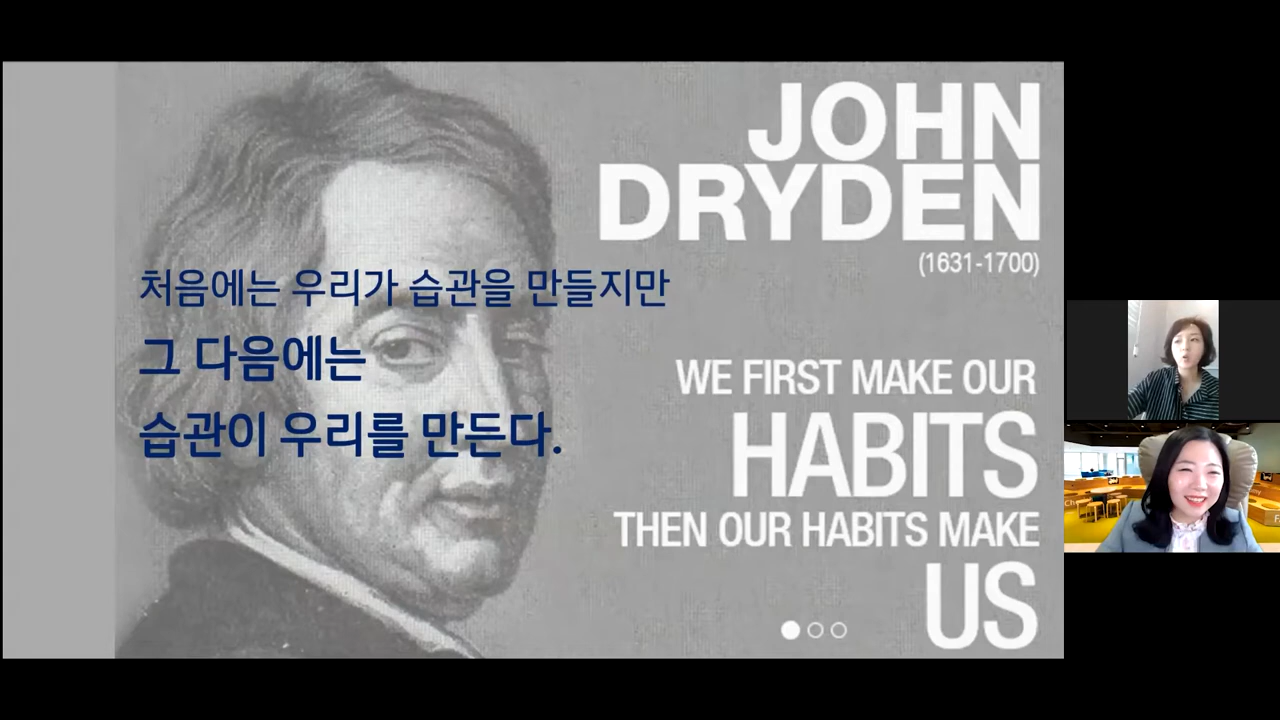 JOHN
DRYDEN
(1631-1700)
처음에는 우리가 습관을 만들지만
그 다음에는
습관이 우리를 만든다.
WE FIRST MAKE OUR
HABITS
THEN OUR HABITS MAKE
US